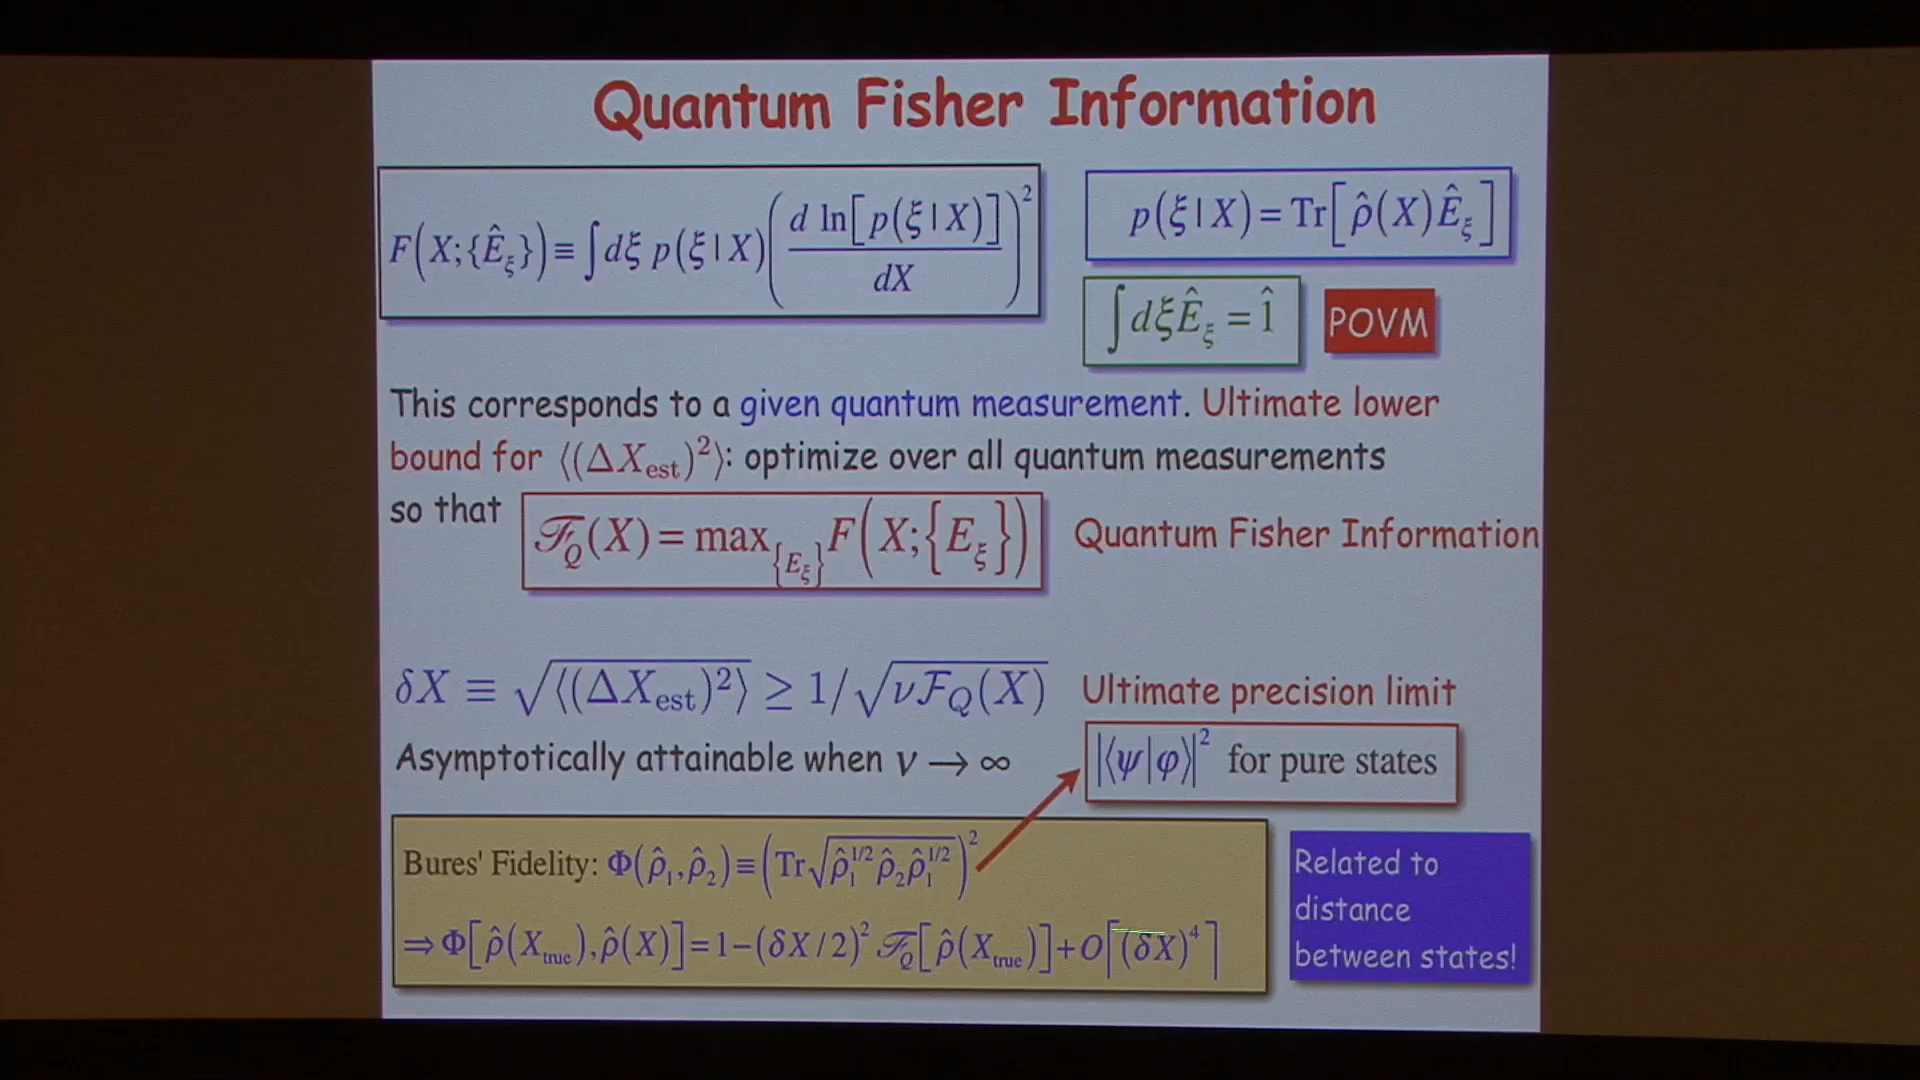 Quantum Fisher Information
F(X;{Ê_ξ}) ≡ ∫dξ p(ξ|X) (d ln[p(ξ|X)] / dX)²
p(ξ|X) = Tr[ρ̂(X)Ê_ξ]
∫dξÊ_ξ = 1̂
POVM
This corresponds to a given quantum measurement. Ultimate lower
bound for ⟨(ΔX_est)²⟩: optimize over all quantum measurements
so that ℱ_Q(X) = max_{E_ξ} F(X;{E_ξ}) Quantum Fisher Information
δX ≡ √⟨(ΔX_est)²⟩ ≥ 1/√νℱ_Q(X) Ultimate precision limit
Asymptotically attainable when ν → ∞
|⟨ψ|φ⟩|² for pure states
Bures' Fidelity: Φ(ρ̂₁,ρ̂₂) ≡ (Tr√ρ̂₁^1/2 ρ̂₂ρ̂₁^1/2)²
⇒ Φ[ρ̂(X_true),ρ̂(X)] = 1−(δX/2)² ℱ_Q[ρ̂(X_true)]+O[(δX)⁴]
Related to
distance
between states!